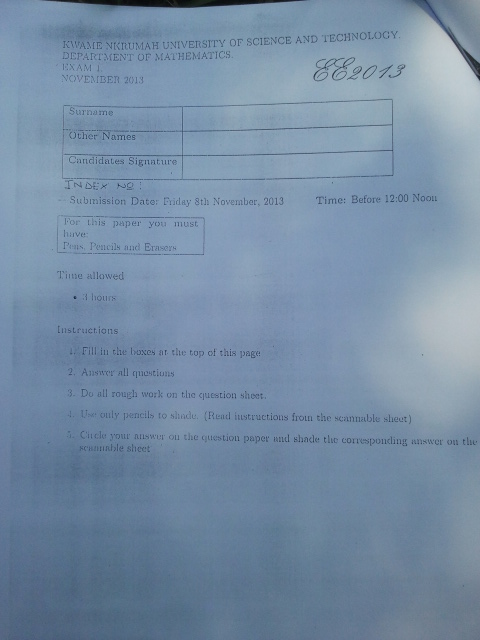 KWAME NKRUMAH UNIVERSITY OF SCIENCE AND TECHNOLOGY.
DEPARTMENT OF MATHEMATICS.
EXAM 1.
NOVEMBER 2013
EE2013
Surname
Other Names
Candidates Signature
INDEX NO:
Submission Date: Friday 8th November, 2013 Time: Before 12:00 Noon
For this paper you must
have:
Pens, Pencils and Erasers
Time allowed
• 3 hours
Instructions
1. Fill in the boxes at the top of this page
2. Answer all questions
3. Do all rough work on the question sheet.
4. Use only pencils to shade. (Read instructions from the scannable sheet)
5. Circle your answer on the question paper and shade the corresponding answer on the
scannable sheet